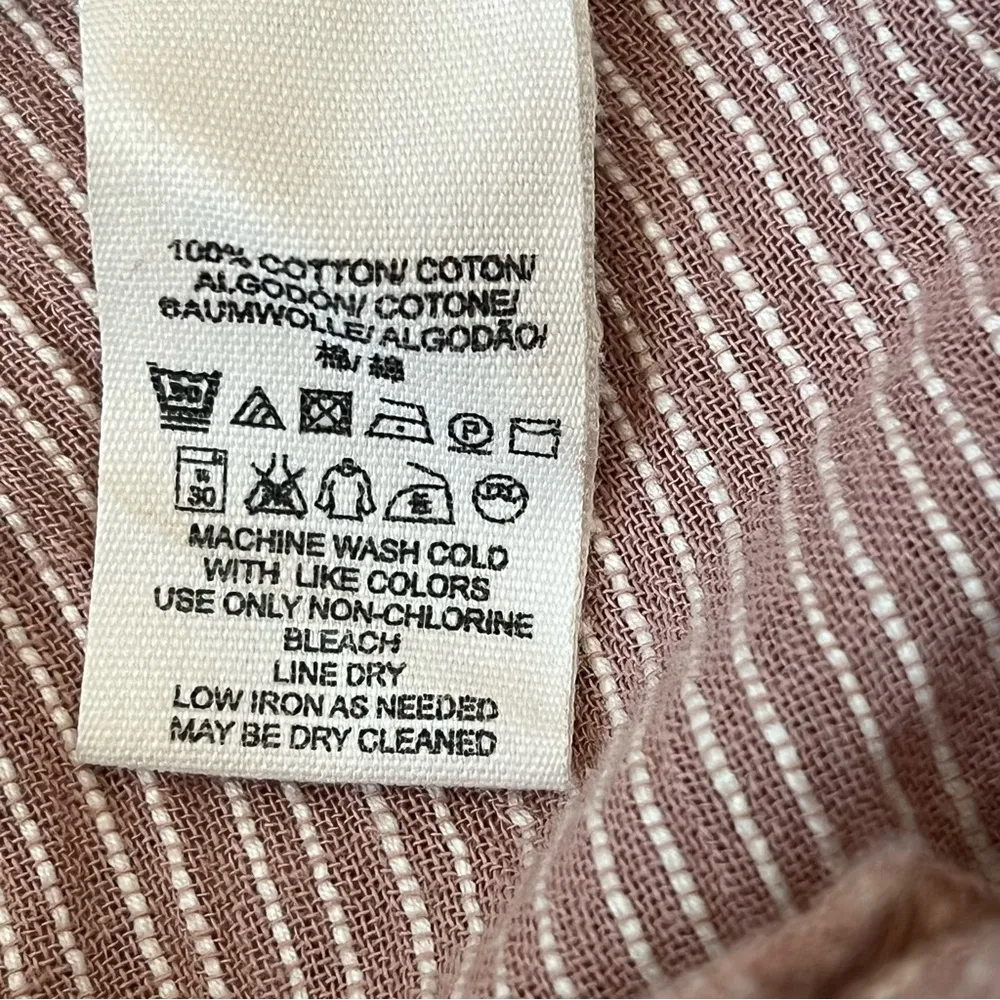 100% COTTON/ COTON/
ALGODÓN/ COTONE/
BAUMWOLLE/ ALGODÃO/
棉/ 綿
30 P
30
MACHINE WASH COLD
WITH LIKE COLORS
USE ONLY NON-CHLORINE
BLEACH
LINE DRY
LOW IRON AS NEEDED
MAY BE DRY CLEANED